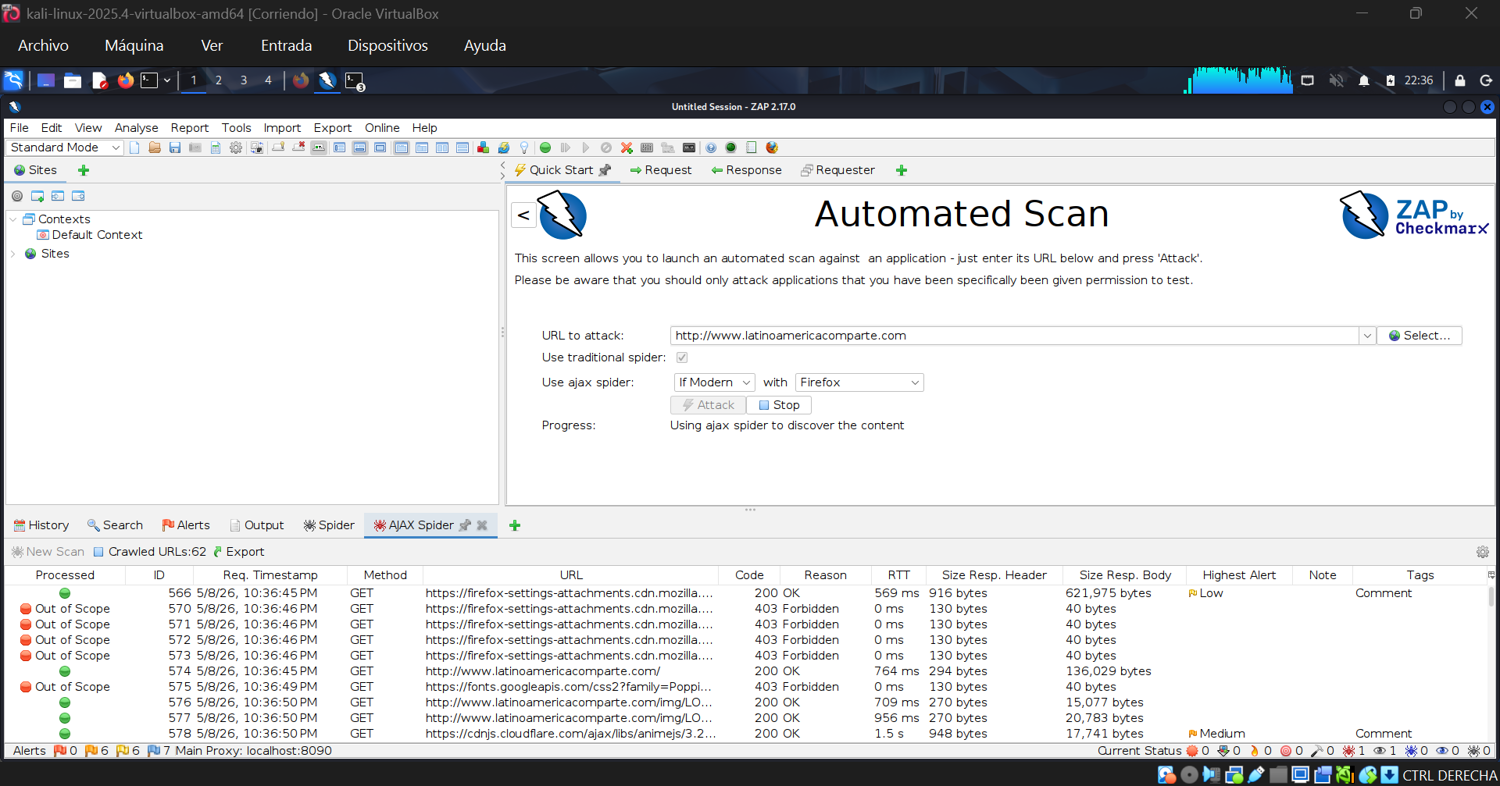 kali-linux-2025.4-virtualbox-amd64 [Corriendo] - Oracle VirtualBox
Archivo Máquina Ver Entrada Dispositivos Ayuda
1 2 3 4 3 22:36
Untitled Session - ZAP 2.17.0
File Edit View Analyse Report Tools Import Export Online Help
Standard Mode
Sites
Quick Start Request Response Requester
Contexts
Default Context
Sites
< Automated Scan
ZAP by Checkmarx
This screen allows you to launch an automated scan against  an application - just enter its URL below and press 'Attack'.
Please be aware that you should only attack applications that you have been specifically been given permission to test.
URL to attack: http://www.latinoamericacomparte.com Select...
Use traditional spider:
Use ajax spider: If Modern with Firefox
Attack Stop
Progress: Using ajax spider to discover the content
History Search Alerts Output Spider AJAX Spider
New Scan Crawled URLs:62 Export
Processed ID Req. Timestamp Method URL Code Reason RTT Size Resp. Header Size Resp. Body Highest Alert Note Tags
566 5/8/26, 10:36:45 PM GET https://firefox-settings-attachments.cdn.mozilla.... 200 OK 569 ms 916 bytes 621,975 bytes Low Comment
Out of Scope 570 5/8/26, 10:36:46 PM GET https://firefox-settings-attachments.cdn.mozilla.... 403 Forbidden 0 ms 130 bytes 40 bytes
Out of Scope 571 5/8/26, 10:36:46 PM GET https://firefox-settings-attachments.cdn.mozilla.... 403 Forbidden 0 ms 130 bytes 40 bytes
Out of Scope 572 5/8/26, 10:36:46 PM GET https://firefox-settings-attachments.cdn.mozilla.... 403 Forbidden 0 ms 130 bytes 40 bytes
Out of Scope 573 5/8/26, 10:36:46 PM GET https://firefox-settings-attachments.cdn.mozilla.... 403 Forbidden 0 ms 130 bytes 40 bytes
574 5/8/26, 10:36:45 PM GET http://www.latinoamericacomparte.com/ 200 OK 764 ms 294 bytes 136,029 bytes
Out of Scope 575 5/8/26, 10:36:49 PM GET https://fonts.googleapis.com/css2?family=Poppi... 403 Forbidden 0 ms 130 bytes 40 bytes
576 5/8/26, 10:36:50 PM GET http://www.latinoamericacomparte.com/img/LO... 200 OK 709 ms 270 bytes 15,077 bytes
577 5/8/26, 10:36:50 PM GET http://www.latinoamericacomparte.com/img/LO... 200 OK 956 ms 270 bytes 20,783 bytes
578 5/8/26, 10:36:50 PM GET https://cdnjs.cloudflare.com/ajax/libs/animejs/3.2... 200 OK 1.5 s 948 bytes 17,741 bytes Medium Comment
Alerts 0 6 6 7 Main Proxy: localhost:8090 Current Status 0 0 0 0 0 1 1 0 0 0
CTRL DERECHA